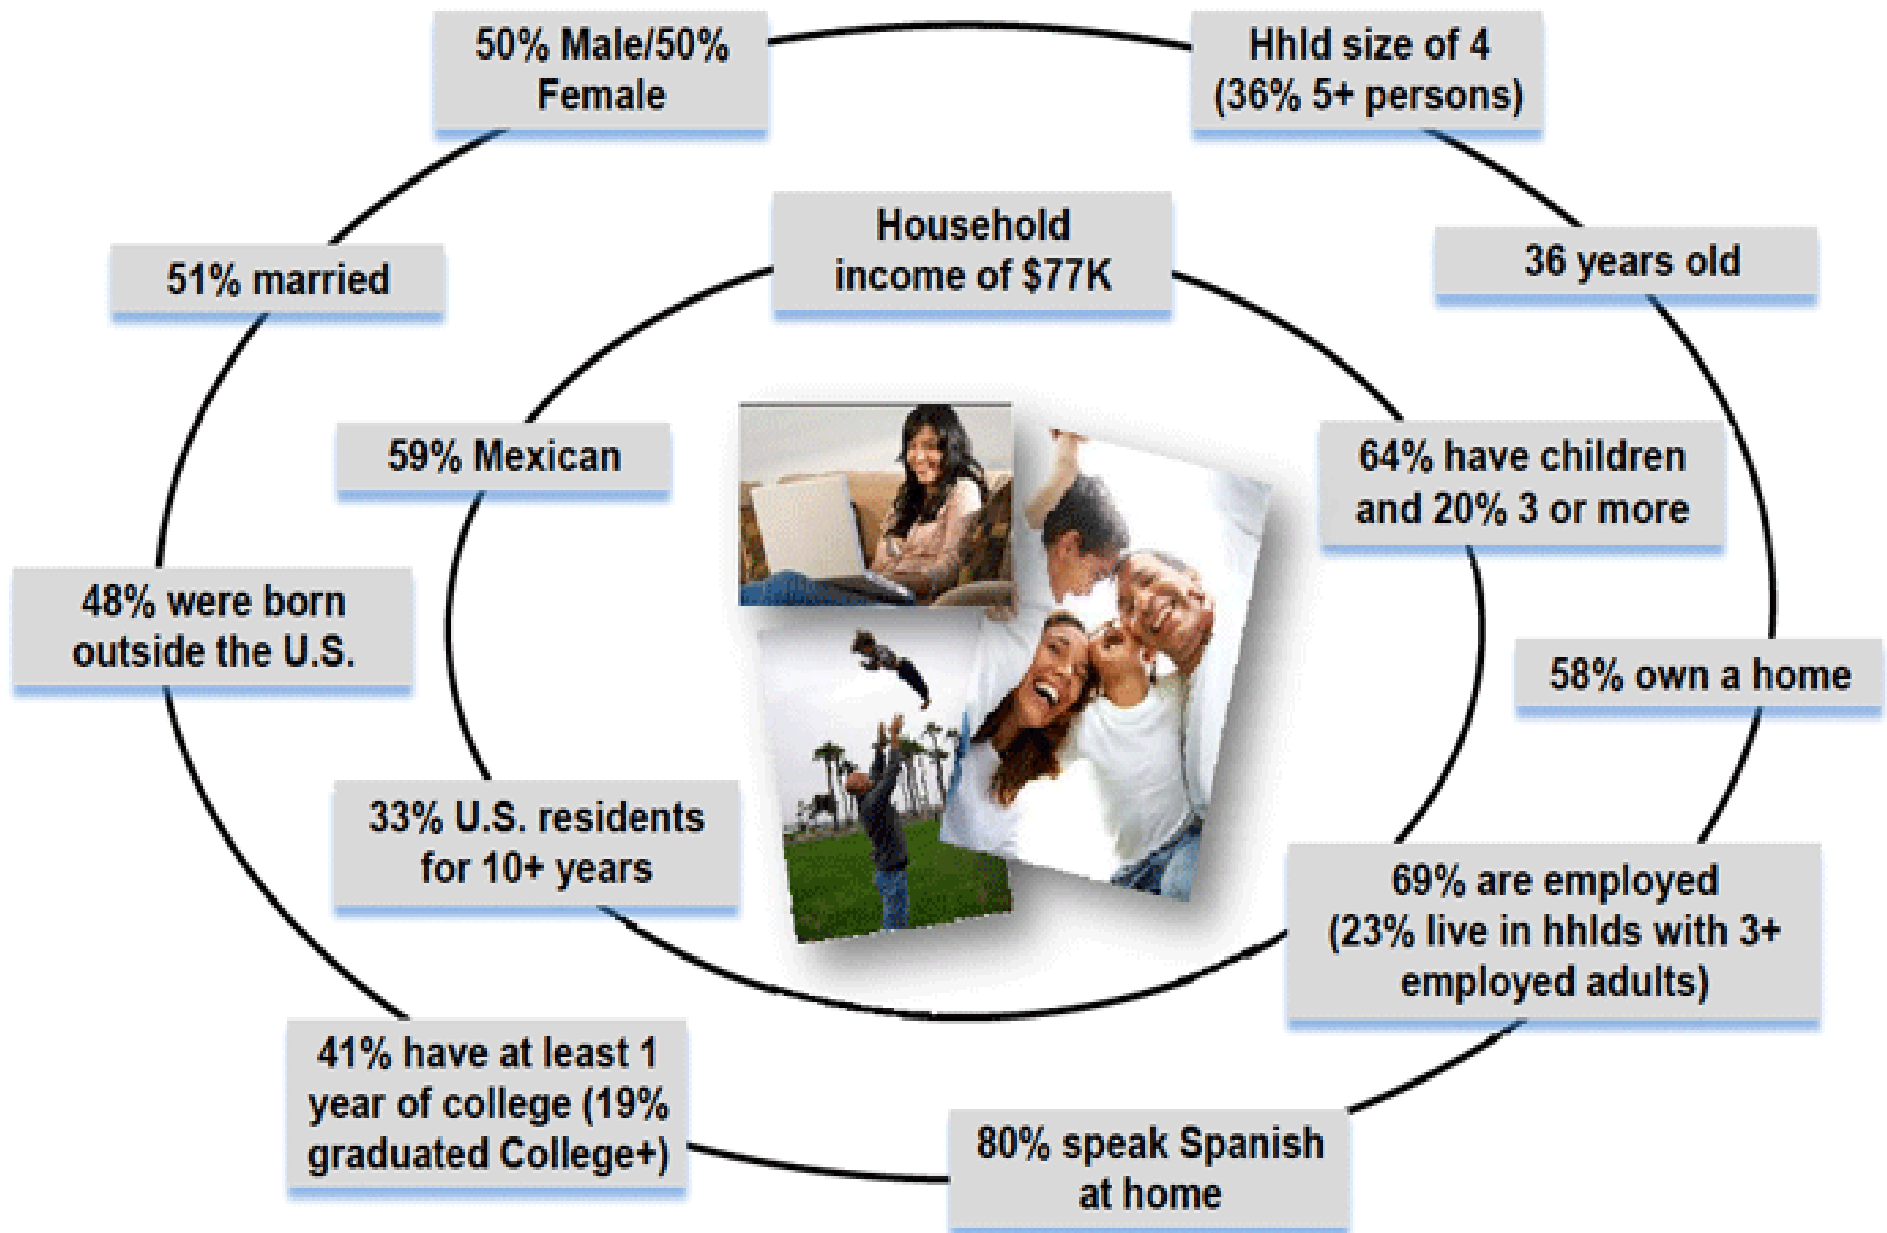 50% Male/50%
Female
Hhld size of 4
(36% 5+ persons)
Household
income of $77K
36 years old
51% married
59% Mexican
64% have children
and 20% 3 or more
48% were born
outside the U.S.
58% own a home
33% U.S. residents
for 10+ years
69% are employed
(23% live in hhlds with 3+
employed adults)
41% have at least 1
year of college (19%
graduated College+)
80% speak Spanish
at home